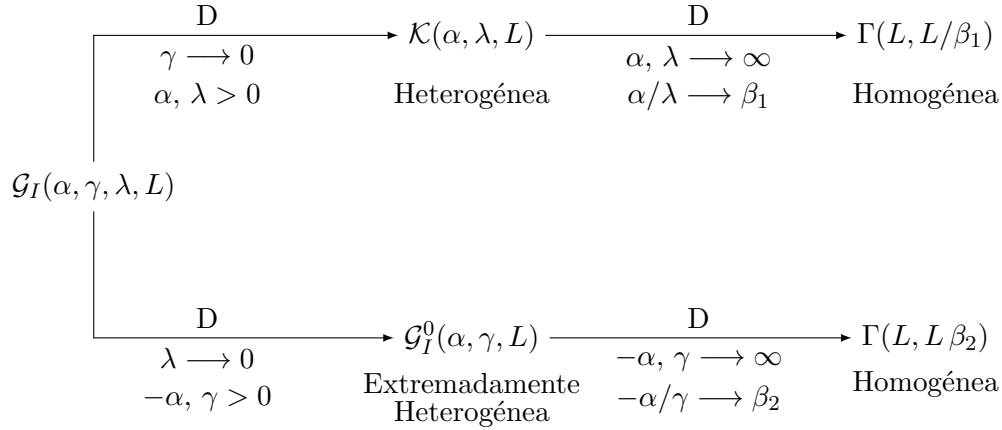 D
D
𝒦(α, λ, L)
Γ(L, L/β₁)
γ ⟶ 0
α, λ ⟶ ∞
α, λ > 0
Heterogénea
α/λ ⟶ β₁
Homogénea
𝒢_I(α, γ, λ, L)
D
D
𝒢_I^0(α, γ, L)
Γ(L, L β₂)
λ ⟶ 0
−α, γ ⟶ ∞
−α, γ > 0
Extremadamente
Heterogénea
−α/γ ⟶ β₂
Homogénea